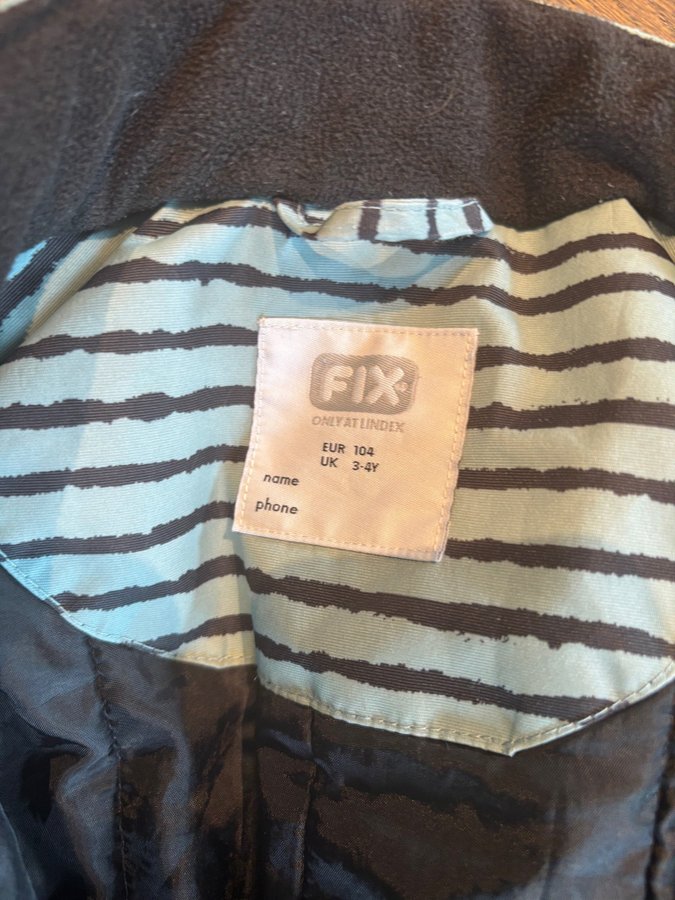 FIX
ONLY AT LINDEX
EUR 104
UK 3-4Y
name
phone